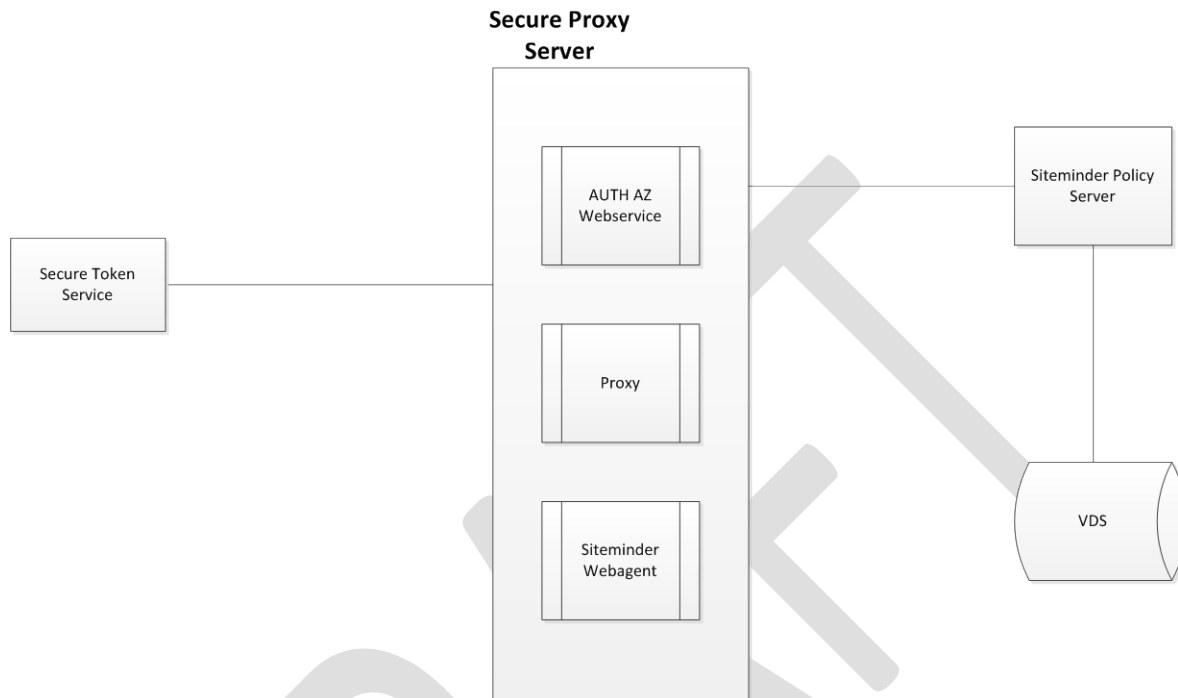 Secure Proxy
Server
AUTH AZ
Webservice
Siteminder Policy
Server
Secure Token
Service
Proxy
Siteminder
Webagent
VDS